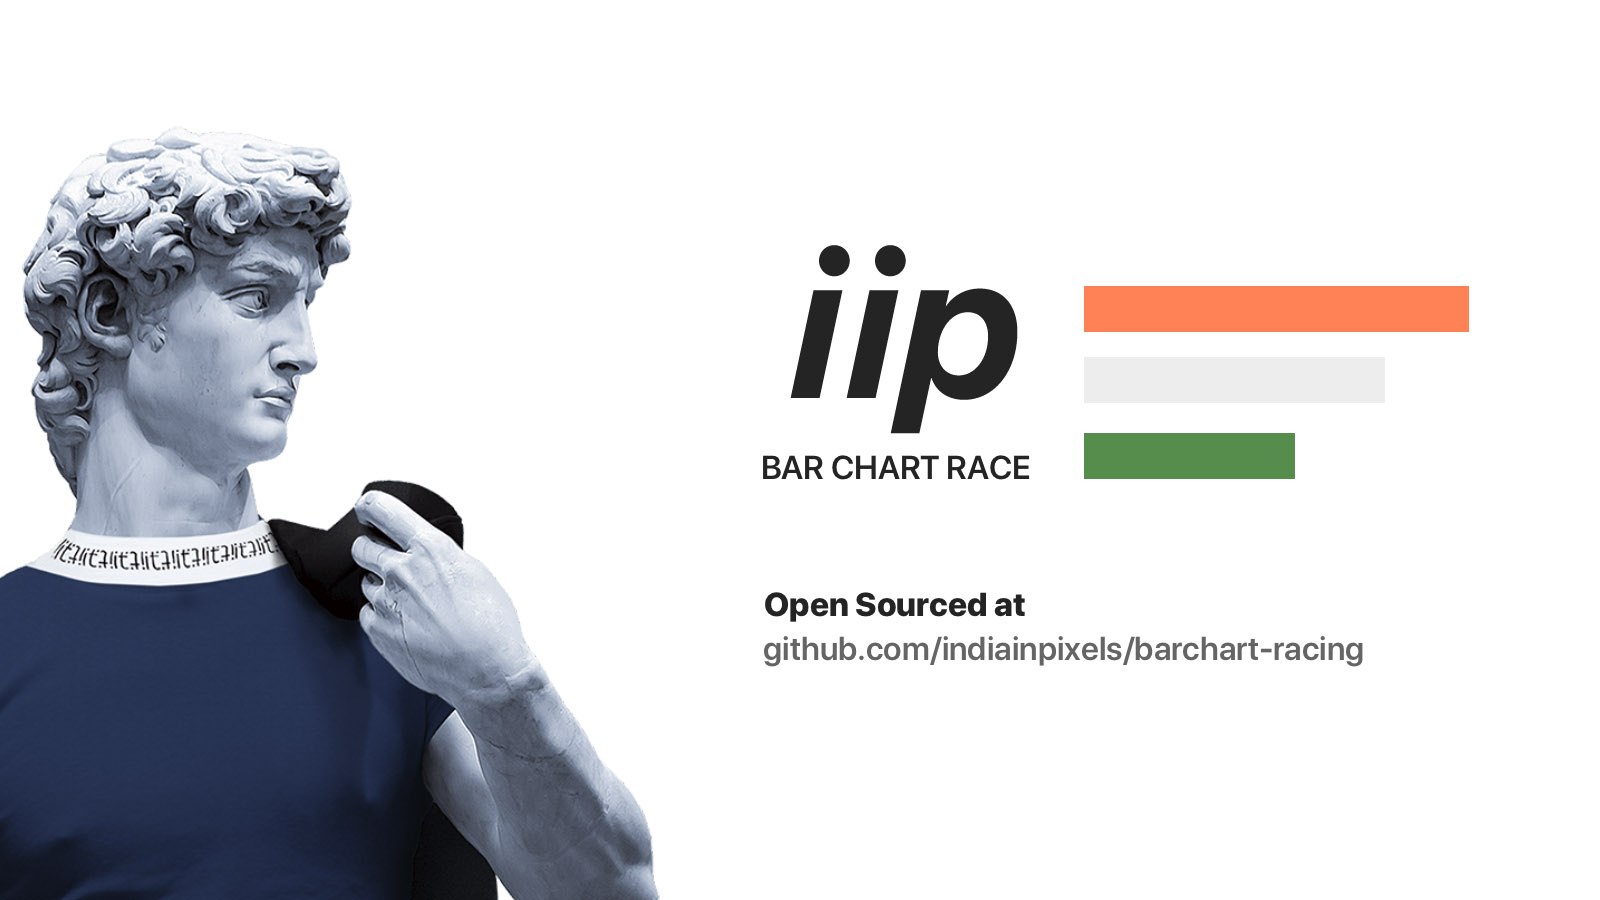 iip
BAR CHART RACE
Open Sourced at
github.com/indiainpixels/barchart-racing